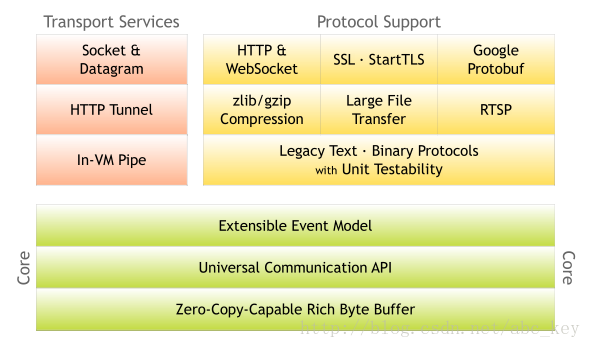 Transport Services
Protocol Support
Socket &
Datagram
HTTP Tunnel
In-VM Pipe
HTTP &
WebSocket
SSL · StartTLS
Google
Protobuf
zlib/gzip
Compression
Large File
Transfer
RTSP
Legacy Text · Binary Protocols
with Unit Testability
Core
Extensible Event Model
Universal Communication API
Zero-Copy-Capable Rich Byte Buffer
Core
http://blog.csdn.net/abc_key